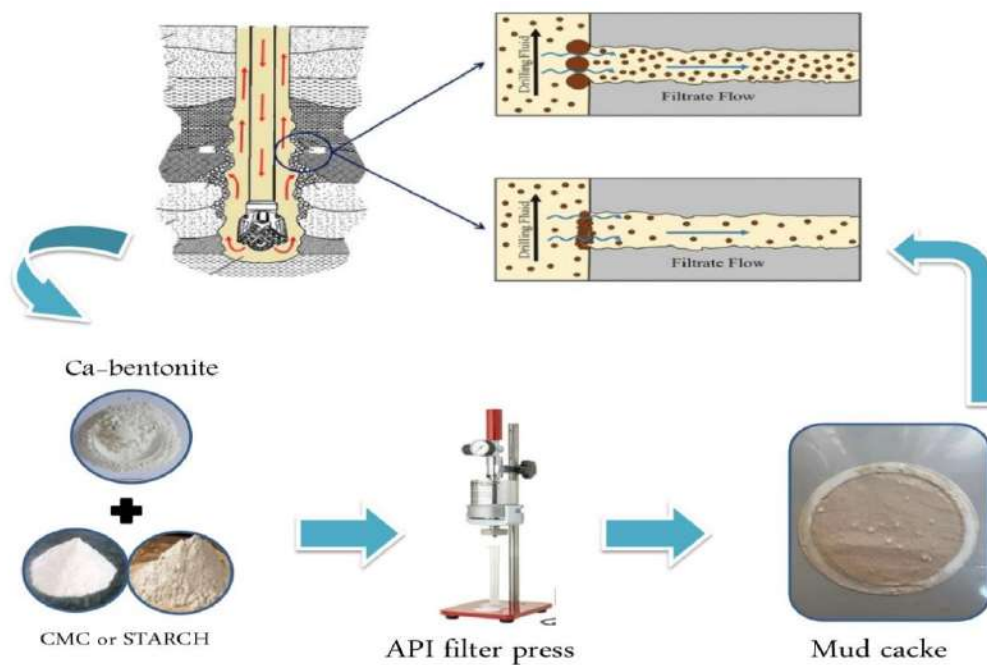 Drilling Fluid
Filtrate Flow
Drilling Fluid
Filtrate Flow
Ca-bentonite
CMC or STARCH
API filter press
Mud cacke